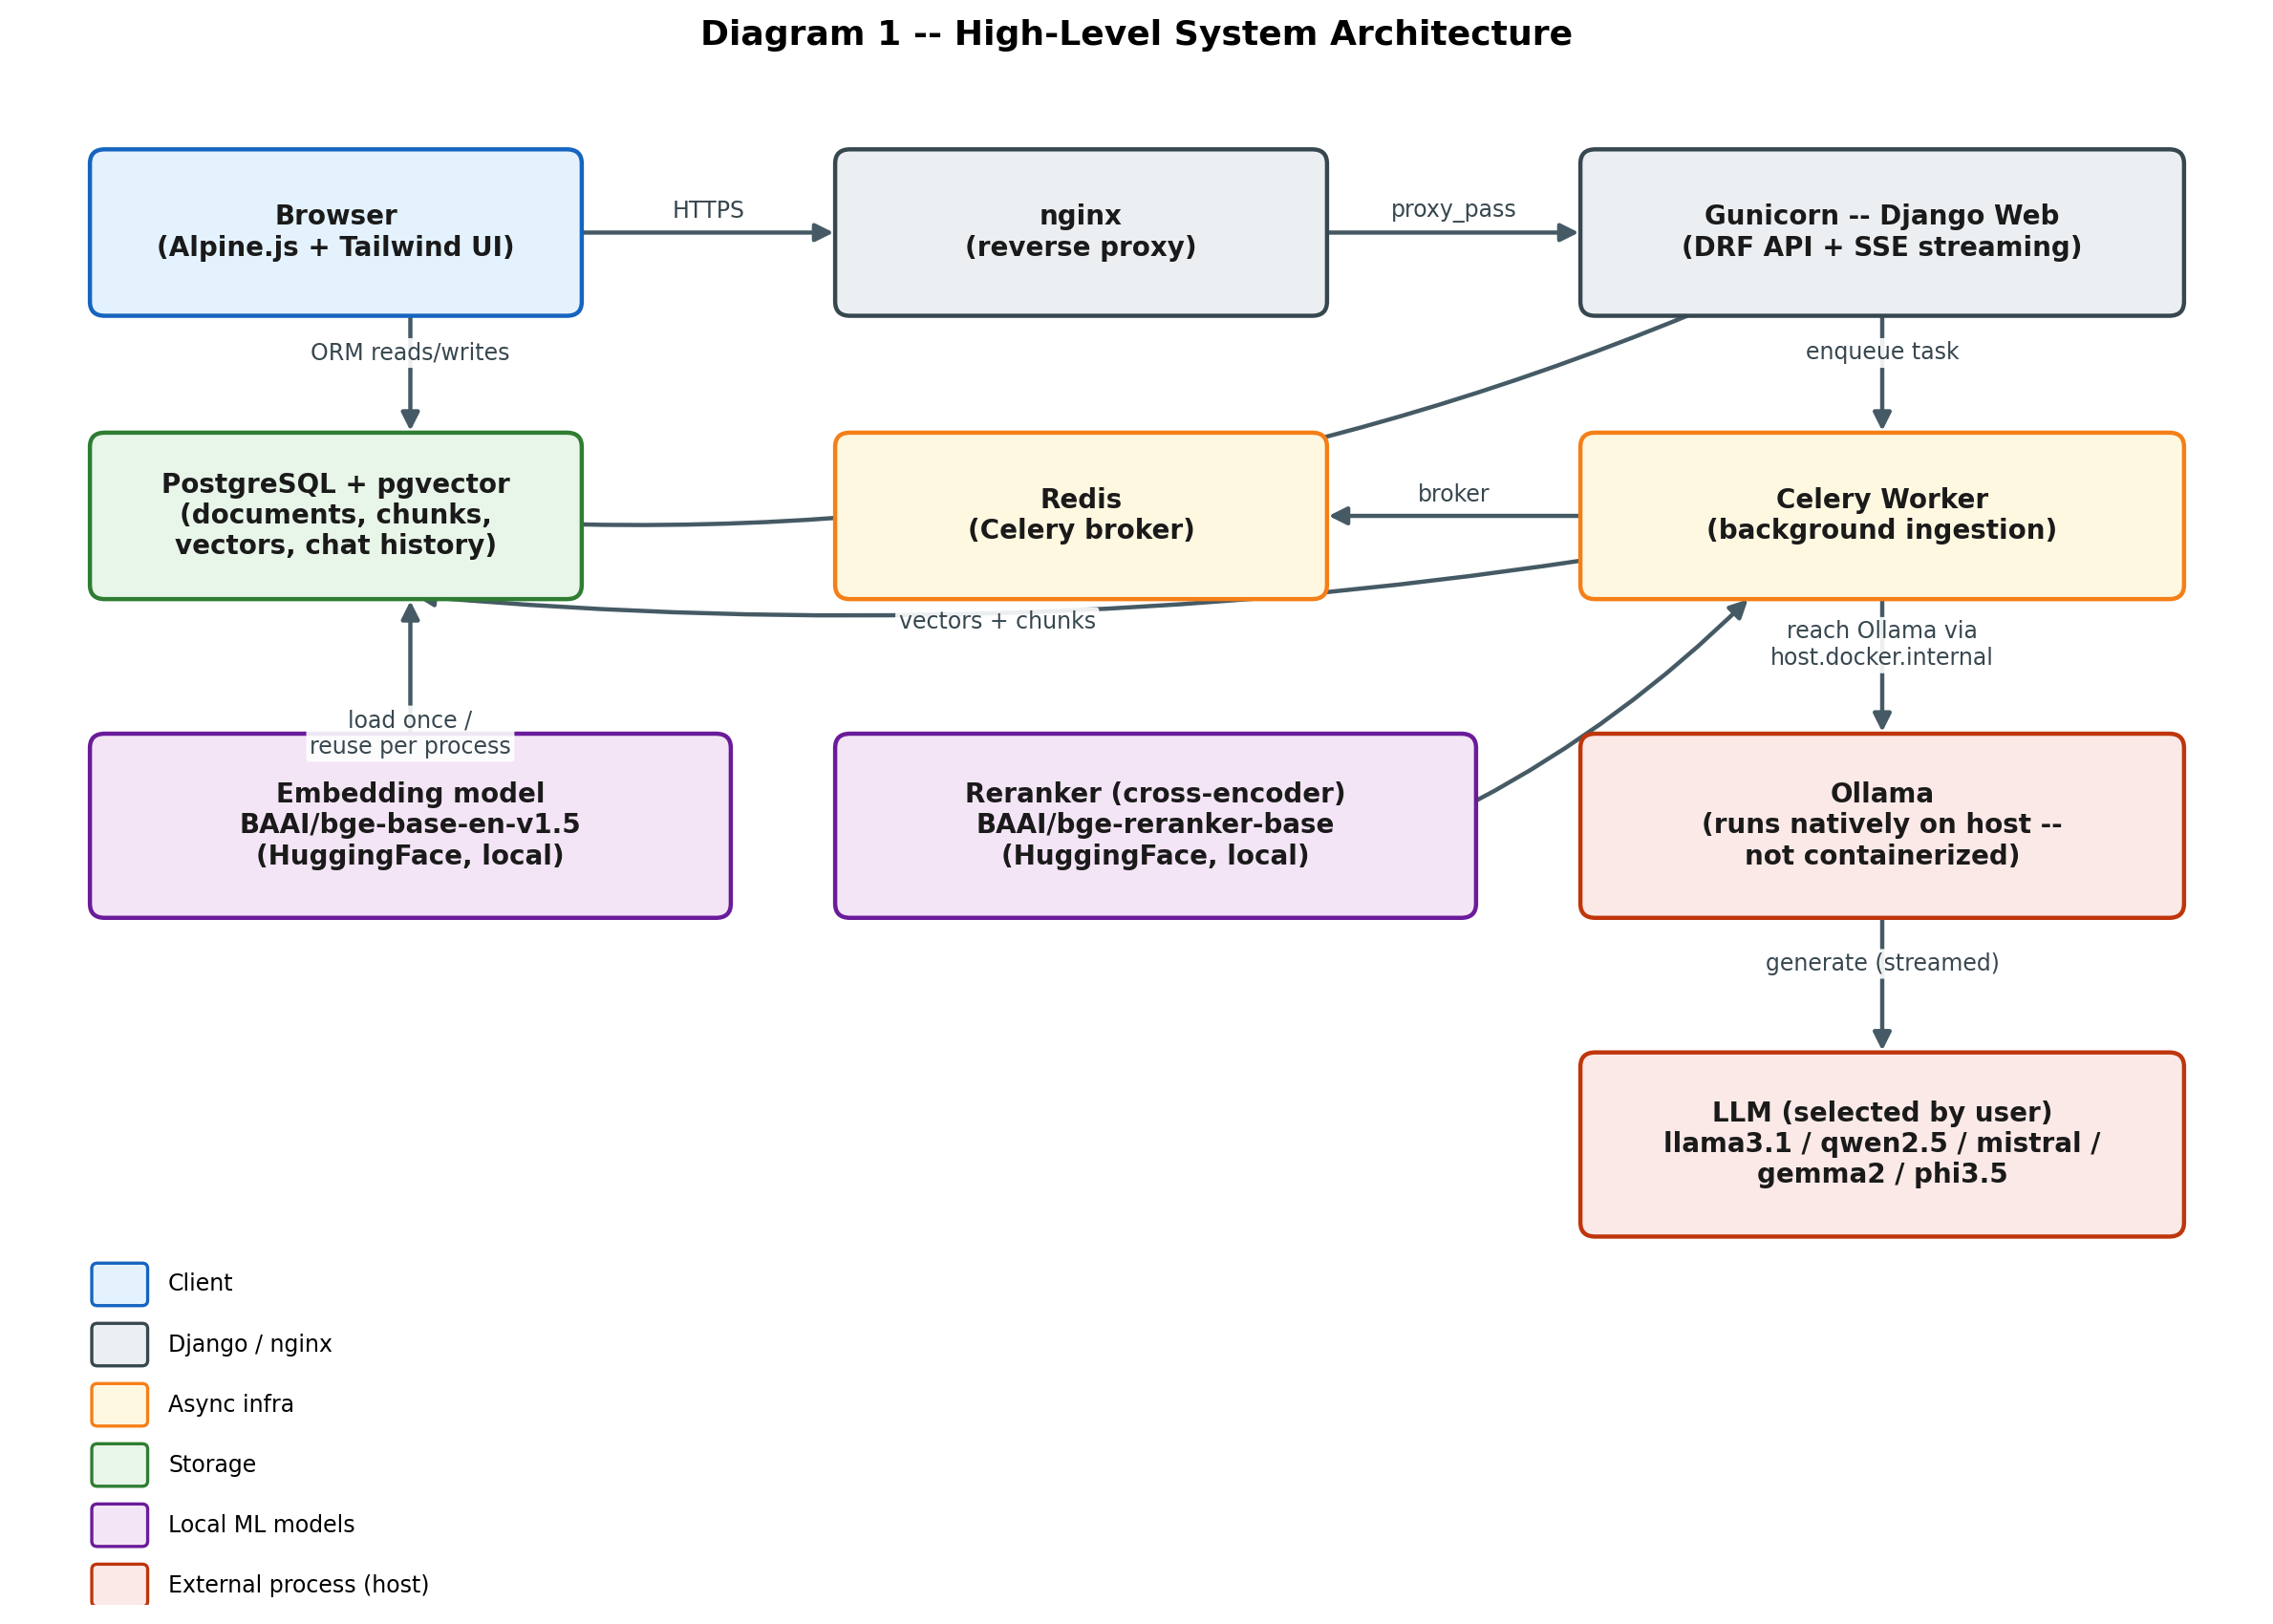 Diagram 1 -- High-Level System Architecture
Browser
(Alpine.js + Tailwind UI)
HTTPS
nginx
(reverse proxy)
proxy_pass
Gunicorn -- Django Web
(DRF API + SSE streaming)
ORM reads/writes
enqueue task
PostgreSQL + pgvector
(documents, chunks,
vectors, chat history)
Redis
(Celery broker)
broker
Celery Worker
(background ingestion)
vectors + chunks
reach Ollama via
host.docker.internal
load once /
reuse per process
Embedding model
BAAI/bge-base-en-v1.5
(HuggingFace, local)
Reranker (cross-encoder)
BAAI/bge-reranker-base
(HuggingFace, local)
Ollama
(runs natively on host --
not containerized)
generate (streamed)
LLM (selected by user)
llama3.1 / qwen2.5 / mistral /
gemma2 / phi3.5
Client
Django / nginx
Async infra
Storage
Local ML models
External process (host)